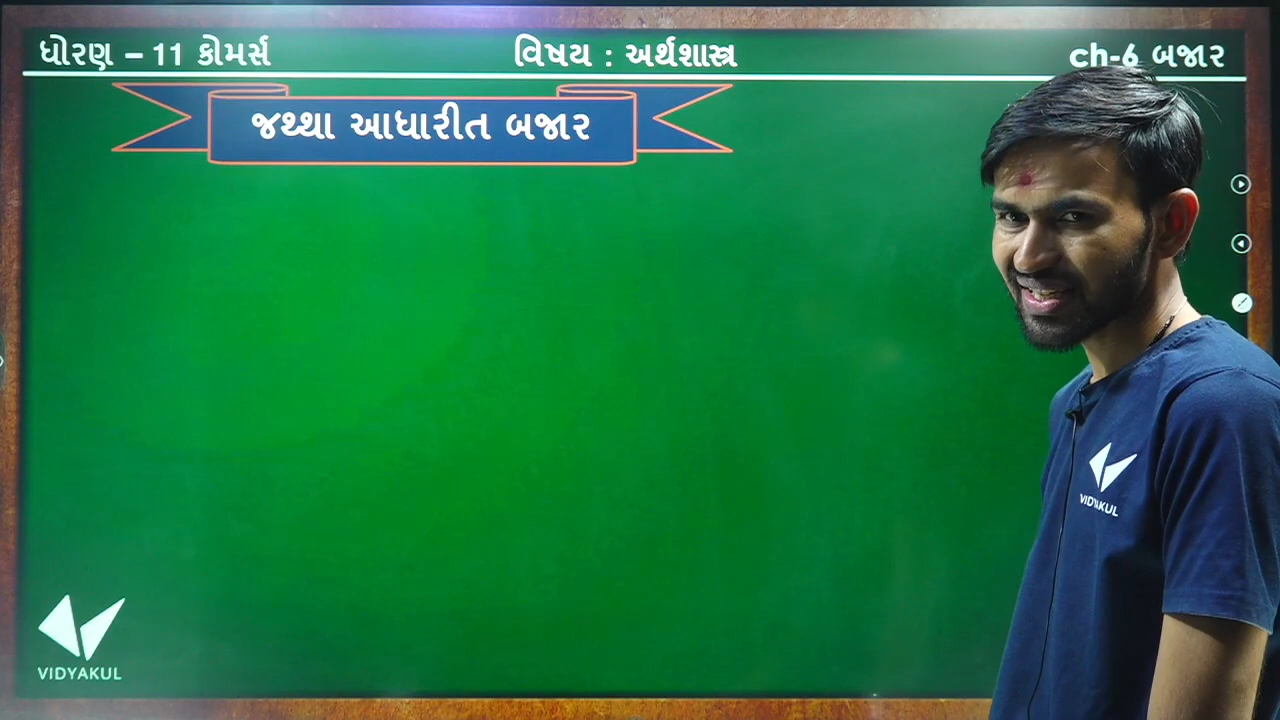 ધોરણ – 11 કોમર્સ
વિષય : અર્થશાસ્ત્ર
ch-6 બજાર
જથ્થા આધારીત બજાર
VIDYAKUL
VIDYAKUL